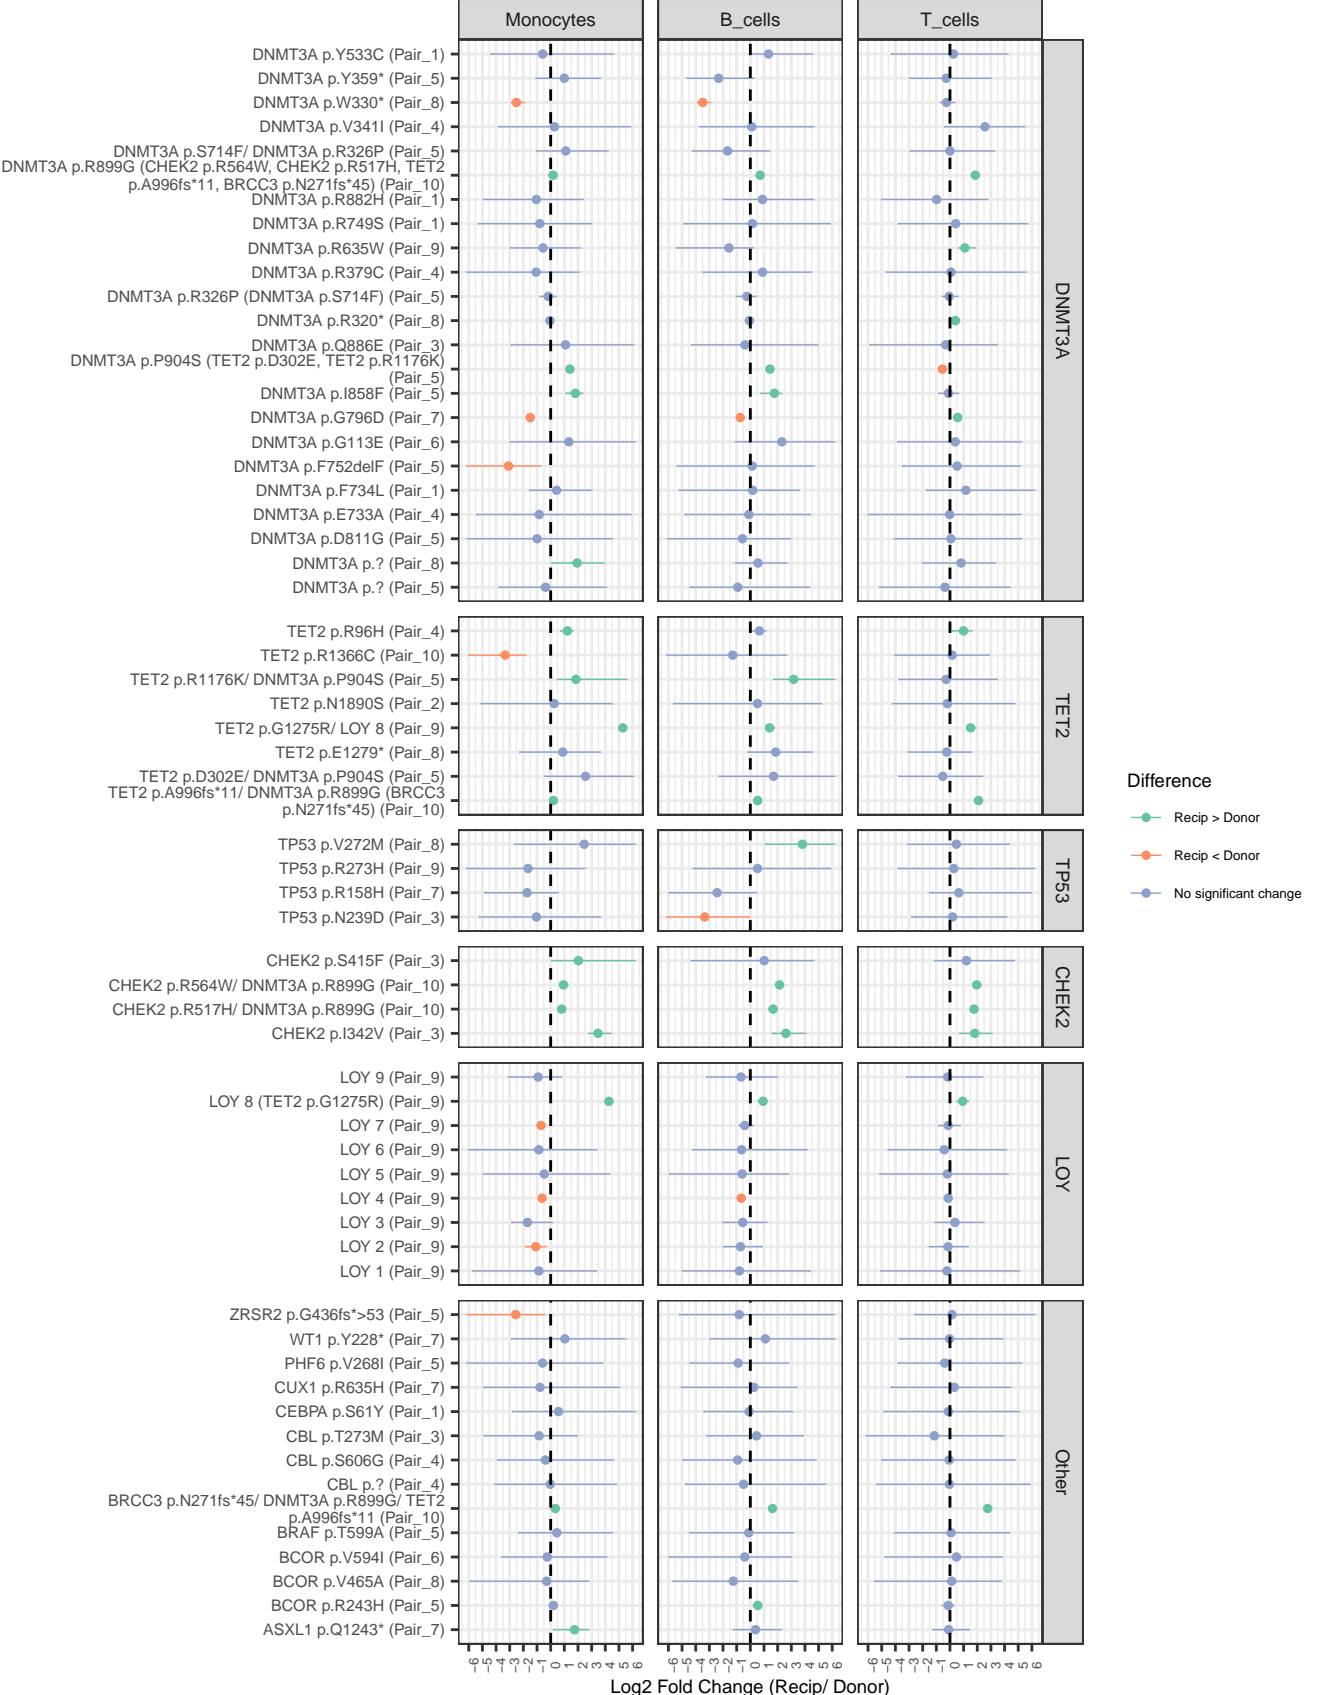 Monocytes
B_cells
T_cells
DNMT3A p.Y533C (Pair_1)
DNMT3A p.Y359* (Pair_5)
DNMT3A p.W330* (Pair_8)
DNMT3A p.V341I (Pair_4)
DNMT3A p.S714F/ DNMT3A p.R326P (Pair_5)
DNMT3A p.R899G (CHEK2 p.R564W, CHEK2 p.R517H, TET2
p.A996fs*11, BRCC3 p.N271fs*45) (Pair_10)
DNMT3A p.R882H (Pair_1)
DNMT3A p.R749S (Pair_1)
DNMT3A p.R635W (Pair_9)
DNMT3A p.R379C (Pair_4)
DNMT3A p.R326P (DNMT3A p.S714F) (Pair_5)
DNMT3A p.R320* (Pair_8)
DNMT3A p.Q886E (Pair_3)
DNMT3A p.P904S (TET2 p.D302E, TET2 p.R1176K)
(Pair_5)
DNMT3A p.I858F (Pair_5)
DNMT3A p.G796D (Pair_7)
DNMT3A p.G113E (Pair_6)
DNMT3A p.F752delF (Pair_5)
DNMT3A p.F734L (Pair_1)
DNMT3A p.E733A (Pair_4)
DNMT3A p.D811G (Pair_5)
DNMT3A p.? (Pair_8)
DNMT3A p.? (Pair_5)
DNMT3A
TET2 p.R96H (Pair_4)
TET2 p.R1366C (Pair_10)
TET2 p.R1176K/ DNMT3A p.P904S (Pair_5)
TET2 p.N1890S (Pair_2)
TET2 p.G1275R/ LOY 8 (Pair_9)
TET2 p.E1279* (Pair_8)
TET2 p.D302E/ DNMT3A p.P904S (Pair_5)
TET2 p.A996fs*11/ DNMT3A p.R899G (BRCC3
p.N271fs*45) (Pair_10)
TET2
TP53 p.V272M (Pair_8)
TP53 p.R273H (Pair_9)
TP53 p.R158H (Pair_7)
TP53 p.N239D (Pair_3)
TP53
CHEK2 p.S415F (Pair_3)
CHEK2 p.R564W/ DNMT3A p.R899G (Pair_10)
CHEK2 p.R517H/ DNMT3A p.R899G (Pair_10)
CHEK2 p.I342V (Pair_3)
CHEK2
LOY 9 (Pair_9)
LOY 8 (TET2 p.G1275R) (Pair_9)
LOY 7 (Pair_9)
LOY 6 (Pair_9)
LOY 5 (Pair_9)
LOY 4 (Pair_9)
LOY 3 (Pair_9)
LOY 2 (Pair_9)
LOY 1 (Pair_9)
LOY
ZRSR2 p.G436fs*>53 (Pair_5)
WT1 p.Y228* (Pair_7)
PHF6 p.V268I (Pair_5)
CUX1 p.R635H (Pair_7)
CEBPA p.S61Y (Pair_1)
CBL p.T273M (Pair_3)
CBL p.S606G (Pair_4)
CBL p.? (Pair_4)
BRCC3 p.N271fs*45/ DNMT3A p.R899G/ TET2
p.A996fs*11 (Pair_10)
BRAF p.T599A (Pair_5)
BCOR p.V594I (Pair_6)
BCOR p.V465A (Pair_8)
BCOR p.R243H (Pair_5)
ASXL1 p.Q1243* (Pair_7)
Other
-6 -5 -4 -3 -2 -1 0 1 2 3 4 5 6
-6 -5 -4 -3 -2 -1 0 1 2 3 4 5 6
-6 -5 -4 -3 -2 -1 0 1 2 3 4 5 6
Log2 Fold Change (Recip/ Donor)
Difference
Recip > Donor
Recip < Donor
No significant change